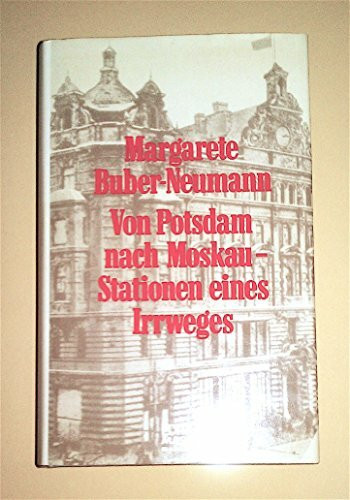 Margarete
Buber-Neumann
Von Potsdam
nach Moskau –
Stationen eines
Irrweges